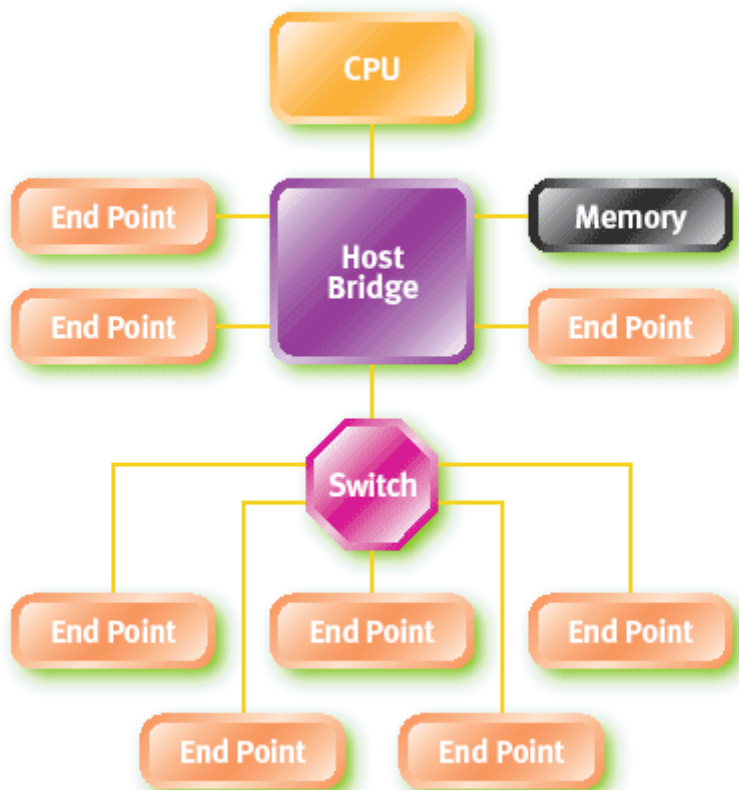 CPU
End Point
Host
Bridge
Memory
End Point
End Point
Switch
End Point
End Point
End Point
End Point
End Point